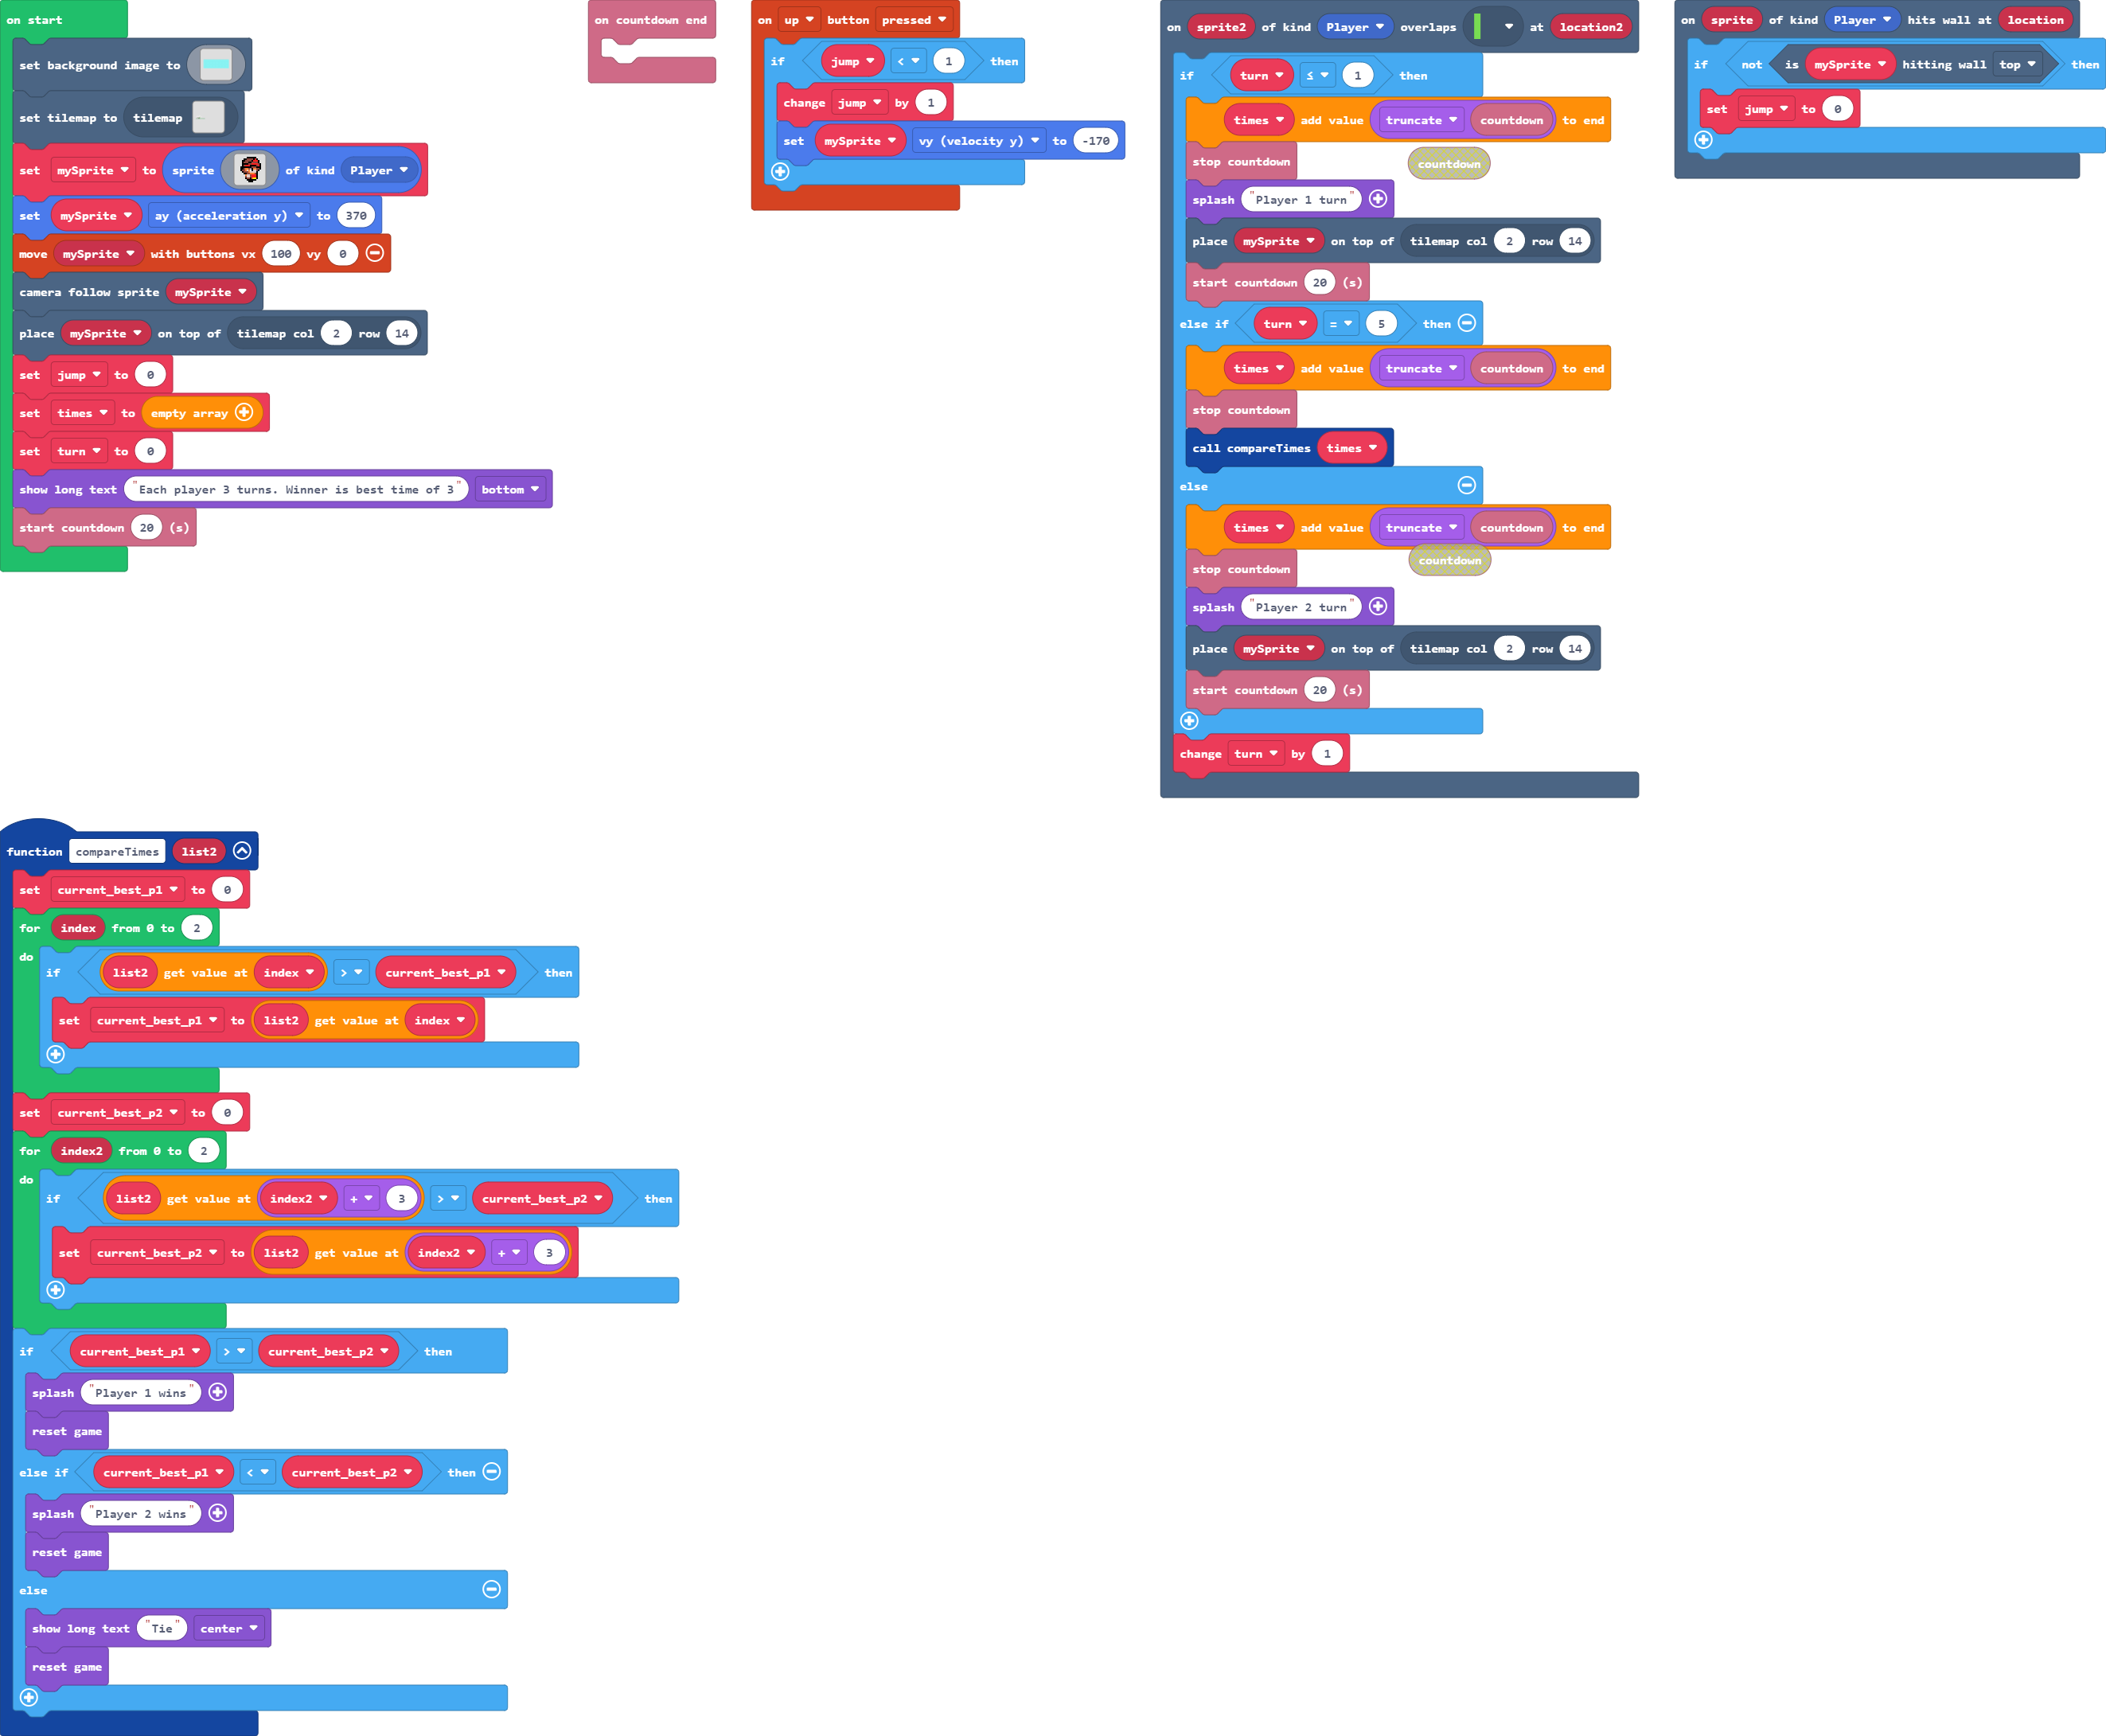 on start
set background image to
set tilemap to tilemap
set mySprite to sprite of kind Player
set mySprite ay (acceleration y) to 370
move mySprite with buttons vx 100 vy 0
camera follow sprite mySprite
place mySprite on top of tilemap col 2 row 14
set jump to 0
set times to empty array
set turn to 0
show long text "Each player 3 turns. Winner is best time of 3" bottom
start countdown 20 (s)
on countdown end
on up button pressed
if jump < 1 then
change jump by 1
set mySprite vy (velocity y) to -170
on sprite2 of kind Player overlaps at location2
if turn ≤ 1 then
times add value truncate countdown to end
stop countdown
countdown
splash "Player 1 turn"
place mySprite on top of tilemap col 2 row 14
start countdown 20 (s)
else if turn = 5 then
times add value truncate countdown to end
stop countdown
call compareTimes times
else
times add value truncate countdown to end
countdown
stop countdown
splash "Player 2 turn"
place mySprite on top of tilemap col 2 row 14
start countdown 20 (s)
change turn by 1
on sprite of kind Player hits wall at location
if not is mySprite hitting wall top then
set jump to 0
function compareTimes list2
set current_best_p1 to 0
for index from 0 to 2
do
if list2 get value at index > current_best_p1 then
set current_best_p1 to list2 get value at index
set current_best_p2 to 0
for index2 from 0 to 2
do
if list2 get value at index2 + 3 > current_best_p2 then
set current_best_p2 to list2 get value at index2 + 3
if current_best_p1 > current_best_p2 then
splash "Player 1 wins"
reset game
else if current_best_p1 < current_best_p2 then
splash "Player 2 wins"
reset game
else
show long text "Tie" center
reset game